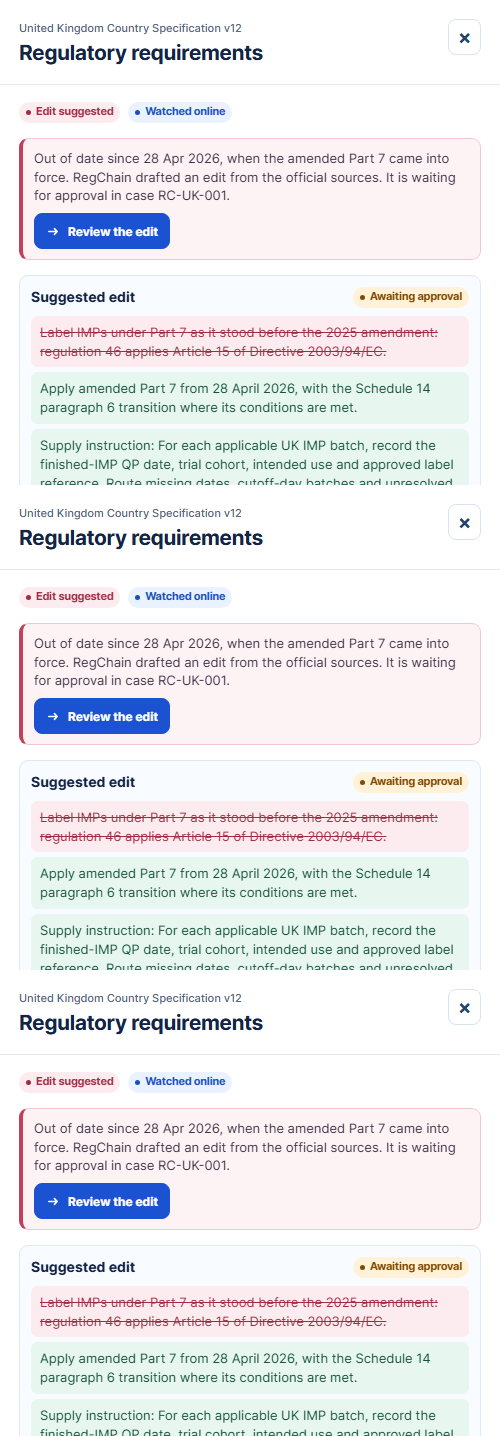 United Kingdom Country Specification v12
Regulatory requirements
×
Edit suggested
Watched online
Out of date since 28 Apr 2026, when the amended Part 7 came into
force. RegChain drafted an edit from the official sources. It is waiting
for approval in case RC-UK-001.
→ Review the edit
Suggested edit
Awaiting approval
Label IMPs under Part 7 as it stood before the 2025 amendment:
regulation 46 applies Article 15 of Directive 2003/94/EC.
Apply amended Part 7 from 28 April 2026, with the Schedule 14
paragraph 6 transition where its conditions are met.
Supply instruction: For each applicable UK IMP batch, record the
finished-IMP QP date, trial cohort, intended use and approved label
reference. Route missing dates, cutoff-day batches and unresolved
United Kingdom Country Specification v12
Regulatory requirements
×
Edit suggested
Watched online
Out of date since 28 Apr 2026, when the amended Part 7 came into
force. RegChain drafted an edit from the official sources. It is waiting
for approval in case RC-UK-001.
→ Review the edit
Suggested edit
Awaiting approval
Label IMPs under Part 7 as it stood before the 2025 amendment:
regulation 46 applies Article 15 of Directive 2003/94/EC.
Apply amended Part 7 from 28 April 2026, with the Schedule 14
paragraph 6 transition where its conditions are met.
Supply instruction: For each applicable UK IMP batch, record the
finished-IMP QP date, trial cohort, intended use and approved label
reference. Route missing dates, cutoff-day batches and unresolved
United Kingdom Country Specification v12
Regulatory requirements
×
Edit suggested
Watched online
Out of date since 28 Apr 2026, when the amended Part 7 came into
force. RegChain drafted an edit from the official sources. It is waiting
for approval in case RC-UK-001.
→ Review the edit
Suggested edit
Awaiting approval
Label IMPs under Part 7 as it stood before the 2025 amendment:
regulation 46 applies Article 15 of Directive 2003/94/EC.
Apply amended Part 7 from 28 April 2026, with the Schedule 14
paragraph 6 transition where its conditions are met.
Supply instruction: For each applicable UK IMP batch, record the
finished-IMP QP date, trial cohort, intended use and approved label